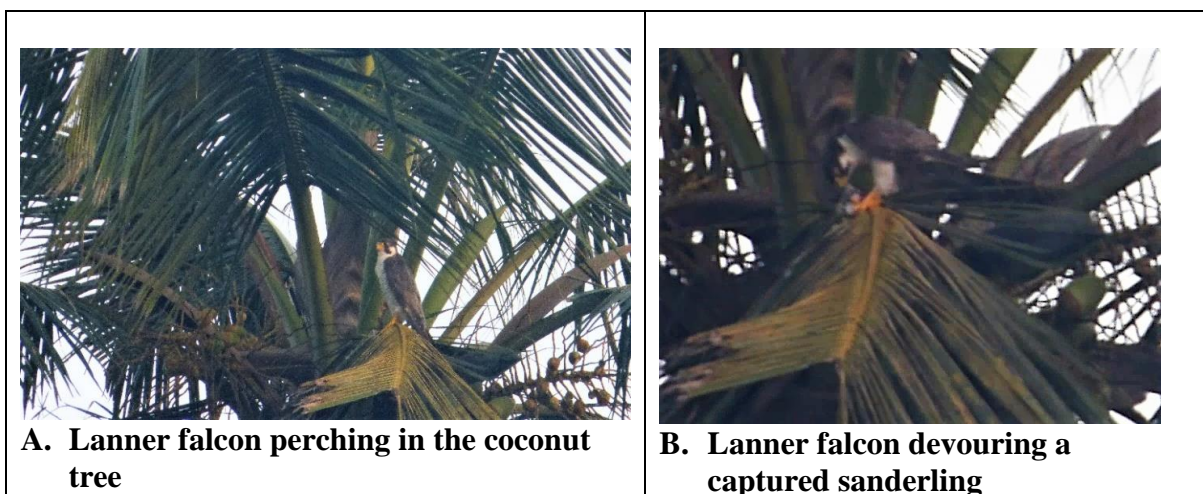 A. Lanner falcon perching in the coconut
tree
B. Lanner falcon devouring a
captured sanderling